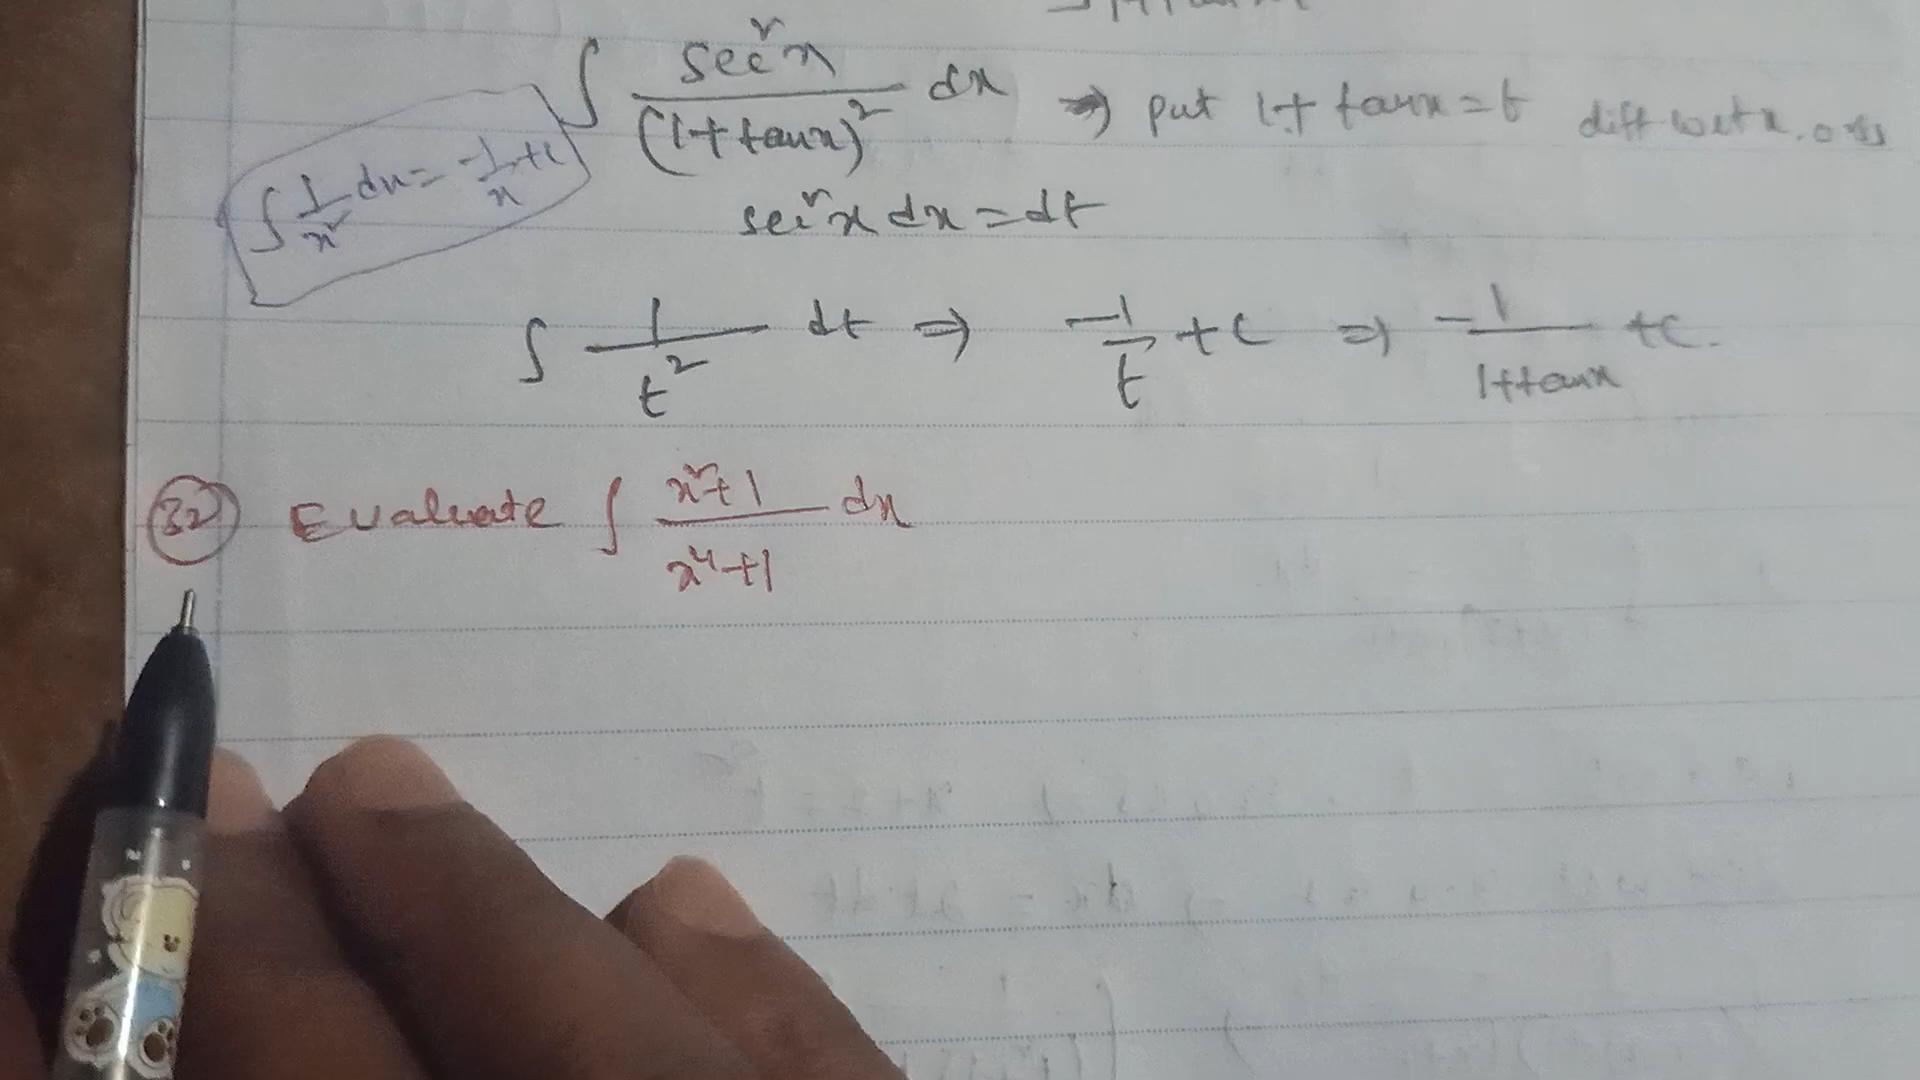 ∫ sec²x / (1 + tanx)² dx ⇒ put 1 + tanx = t diff w.r.t x.
∫ 1/x² dx = -1/x + c
sec²x dx = dt
∫ 1/t² dt ⇒ -1/t + c ⇒ -1/(1+tanx) + c.
32 Evaluate ∫ x²+1 / x⁴+1 dx